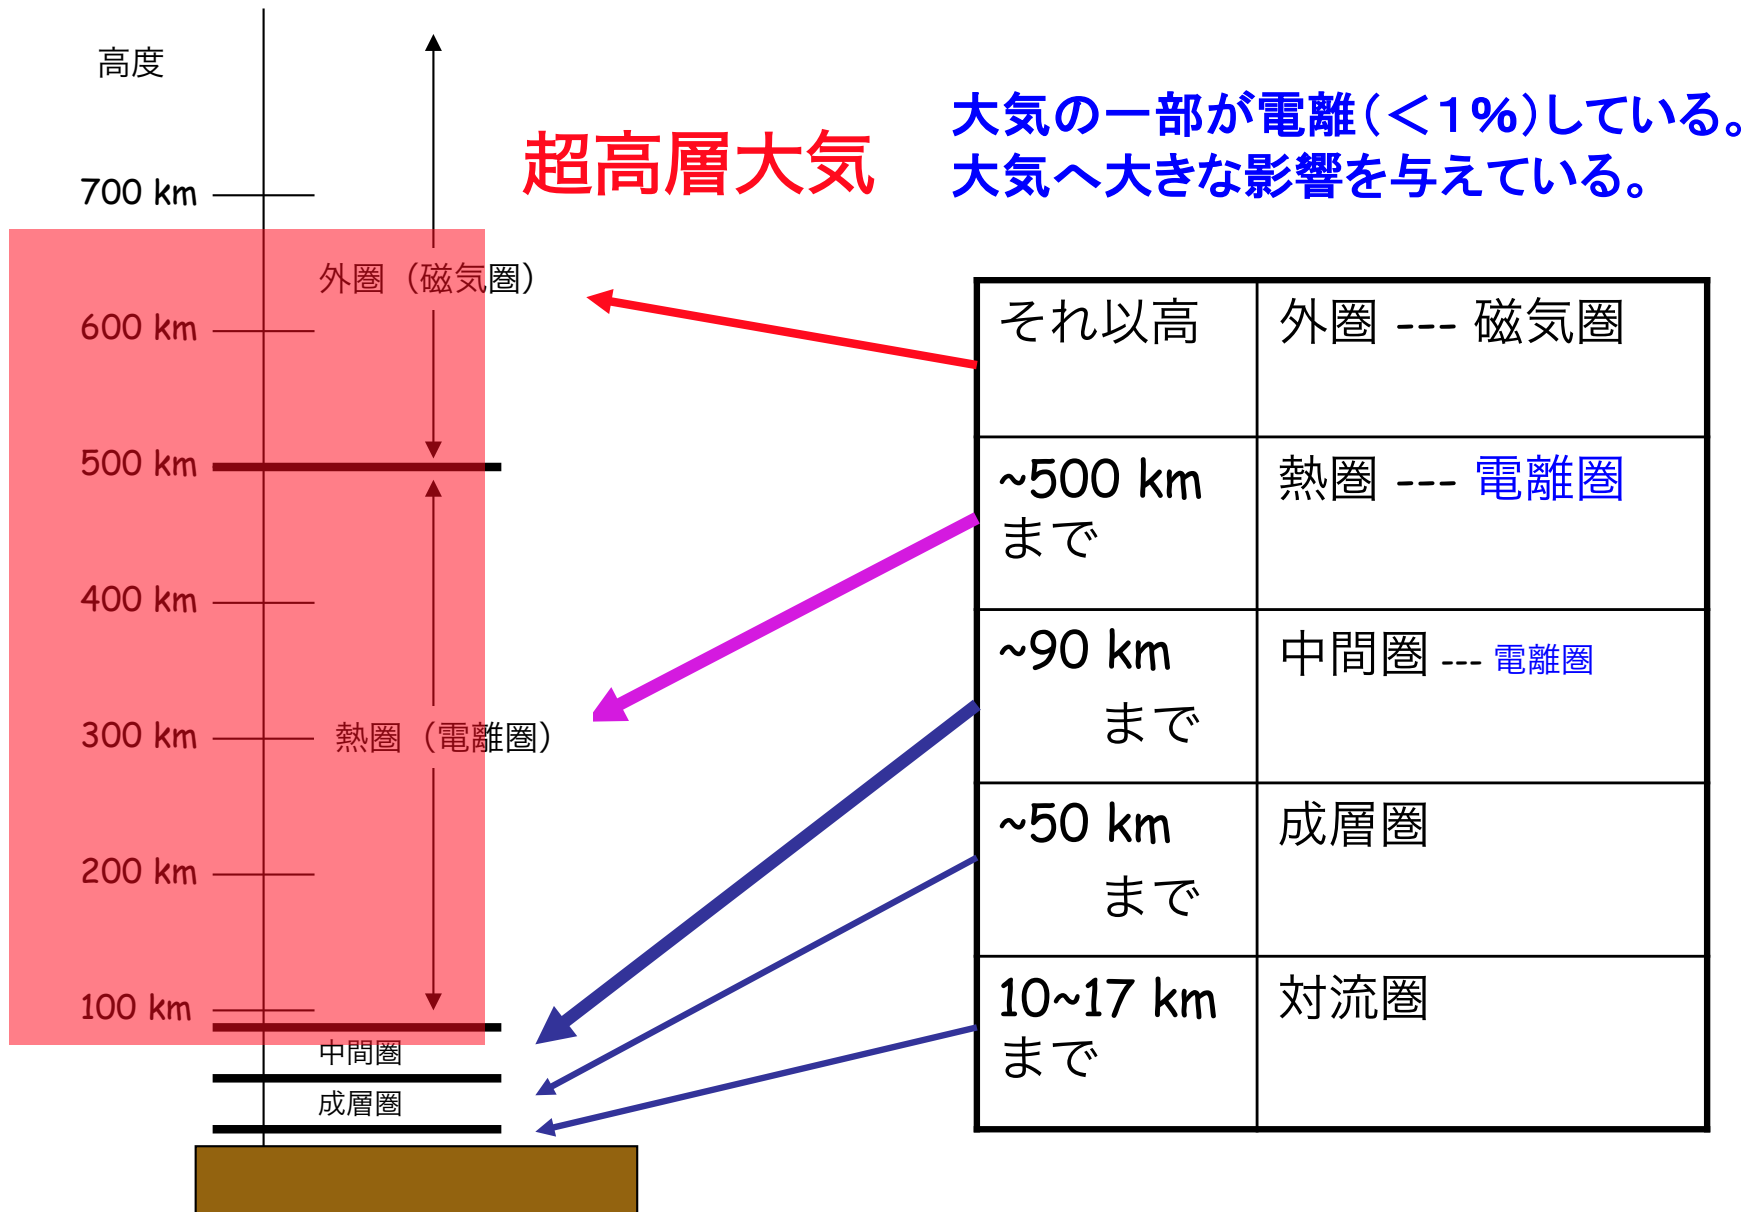 高度
超高層大気
大気の一部が電離(<1%)している。
大気へ大きな影響を与えている。
700 km
外圏（磁気圏）
600 km
500 km
400 km
300 km
熱圏（電離圏）
200 km
100 km
中間圏
成層圏
それ以高
外圏 --- 磁気圏
~500 km
まで
熱圏 --- 電離圏
~90 km
まで
中間圏 --- 電離圏
~50 km
まで
成層圏
10~17 km
まで
対流圏